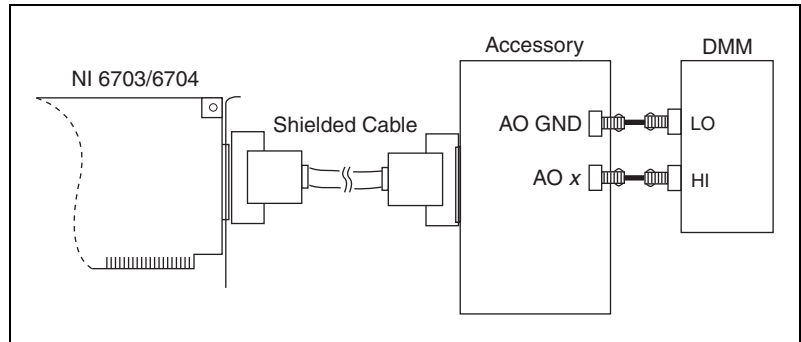 Accessory
DMM
NI 6703/6704
Shielded Cable
AO GND
LO
AO x
HI